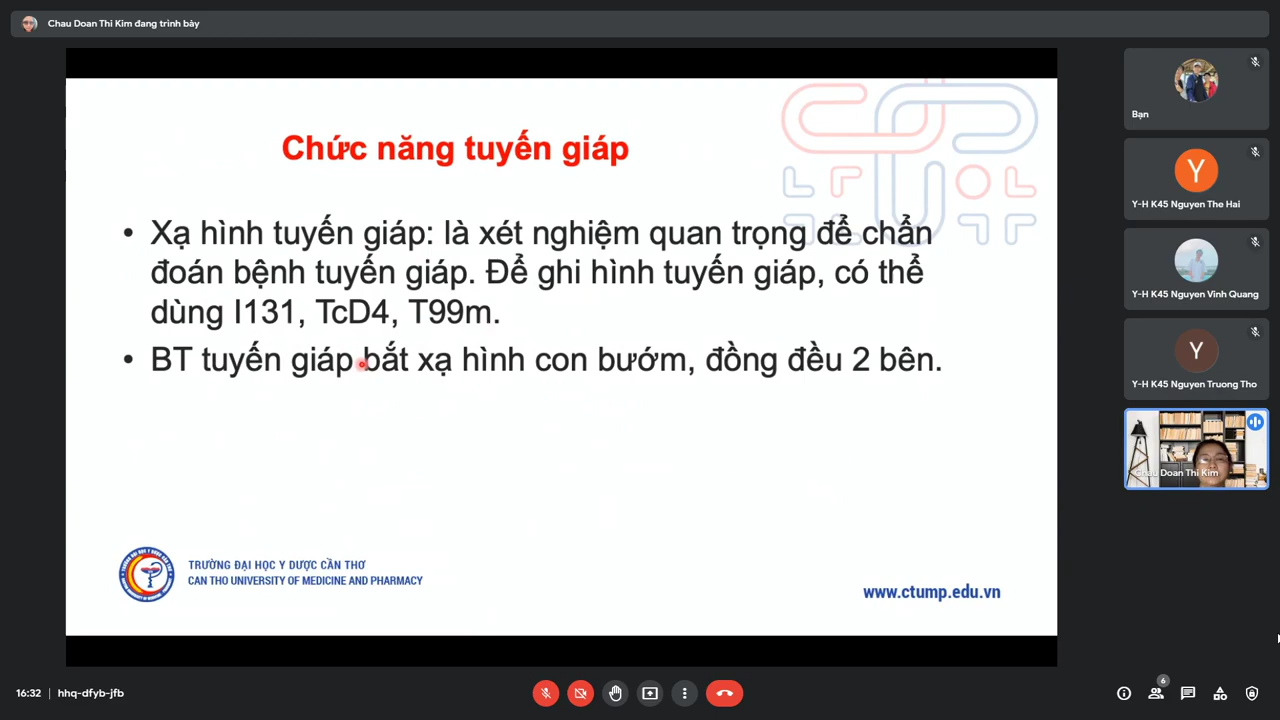 Chau Doan Thi Kim đang trình bày
Chức năng tuyến giáp
• Xạ hình tuyến giáp: là xét nghiệm quan trọng để chẩn
đoán bệnh tuyến giáp. Để ghi hình tuyến giáp, có thể
dùng I131, TcD4, T99m.
• BT tuyến giáp bắt xạ hình con bướm, đồng đều 2 bên.
TRƯỜNG ĐẠI HỌC Y DƯỢC CẦN THƠ
CAN THO UNIVERSITY OF MEDICINE AND PHARMACY
www.ctump.edu.vn
Bạn
Y
Y-H K45 Nguyen The Hai
Y-H K45 Nguyen Vinh Quang
Y
Y-H K45 Nguyen Truong Tho
Chau Doan Thi Kim
16:32 | hhq-dfyb-jfb
6